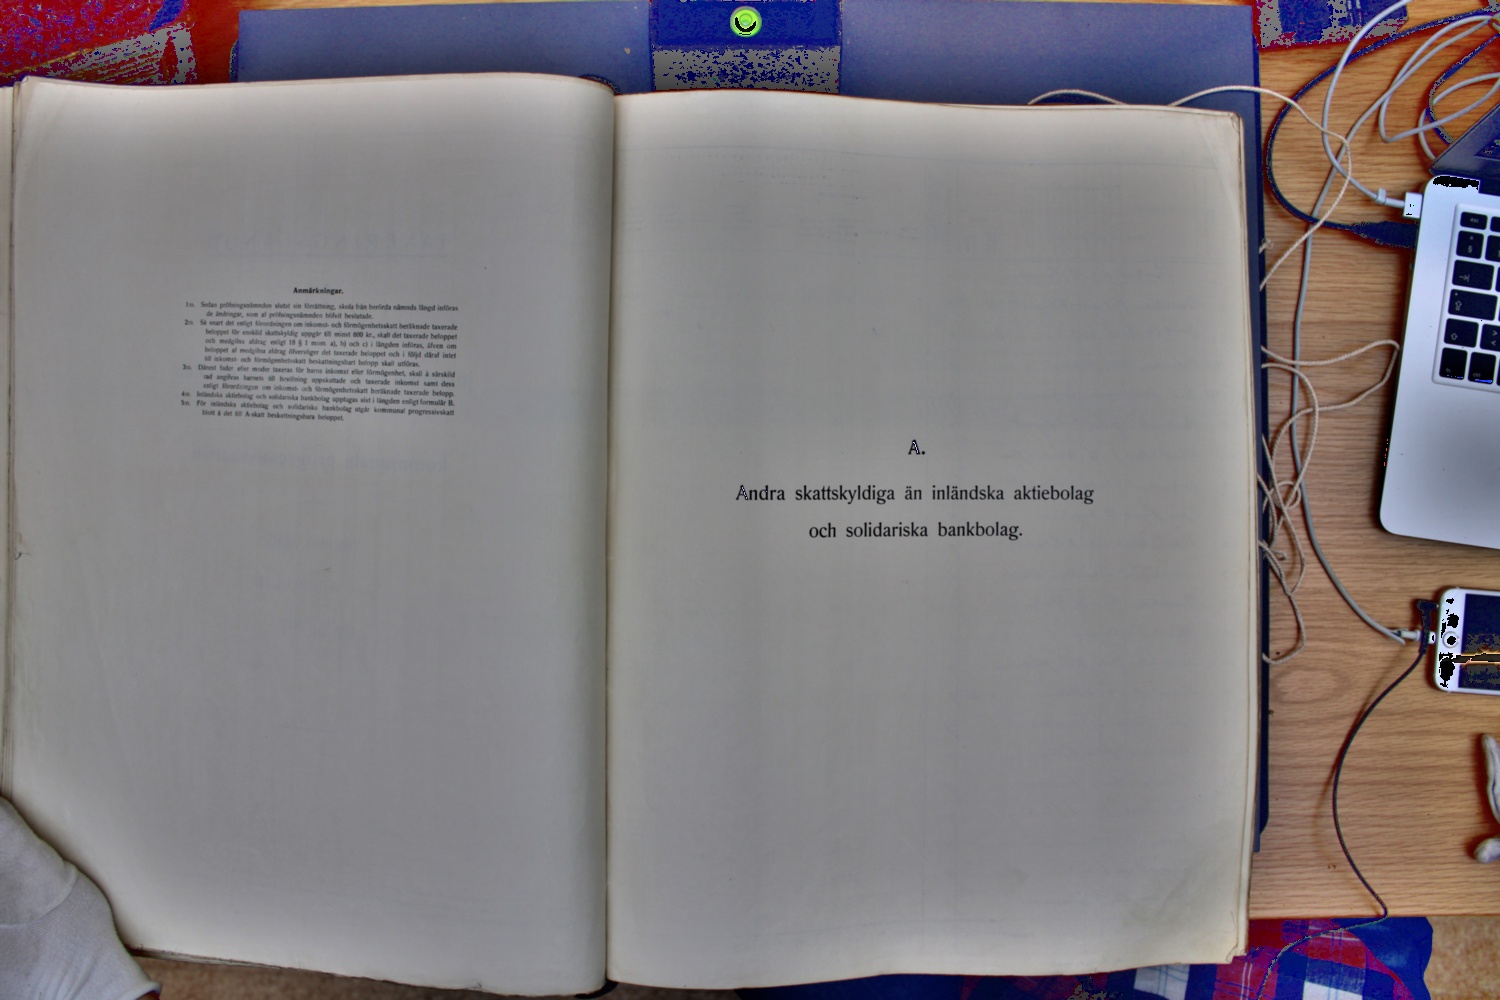 Anmärkningar.
1:o. Sedan pröfningsnämnden slutat sin förrättning, skola från berörda nämnds längd införas
de ändringar, som af pröfningsnämnden blifvit beslutade.
2:o. Så snart det enligt förordningen om inkomst- och förmögenhetsskatt beräknade taxerade
beloppet för enskild skattskyldig uppgår till minst 800 kr., skall det taxerade beloppet
och medgifna afdrag enligt 18 § 1 mom. a), b) och c) i längden införas, äfven om
beloppet af medgifna afdrag öfverstiger det taxerade beloppet och i följd däraf intet
till inkomst- och förmögenhetsskatt beskattningsbart belopp skall utföras.
3:o. Därest fader eller moder taxeras för barns inkomst eller förmögenhet, skall å särskild
rad angifvas barnets till bevillning uppskattade och taxerade inkomst samt dess
enligt förordningen om inkomst- och förmögenhetsskatt beräknade taxerade belopp.
4:o. Inländska aktiebolag och solidariska bankbolag upptagas sist i längden enligt formulär B.
5:o. För inländska aktiebolag och solidariska bankbolag utgår kommunal progressivskatt
blott å det till A-skatt beskattningsbara beloppet.
A.
Andra skattskyldiga än inländska aktiebolag
och solidariska bankbolag.